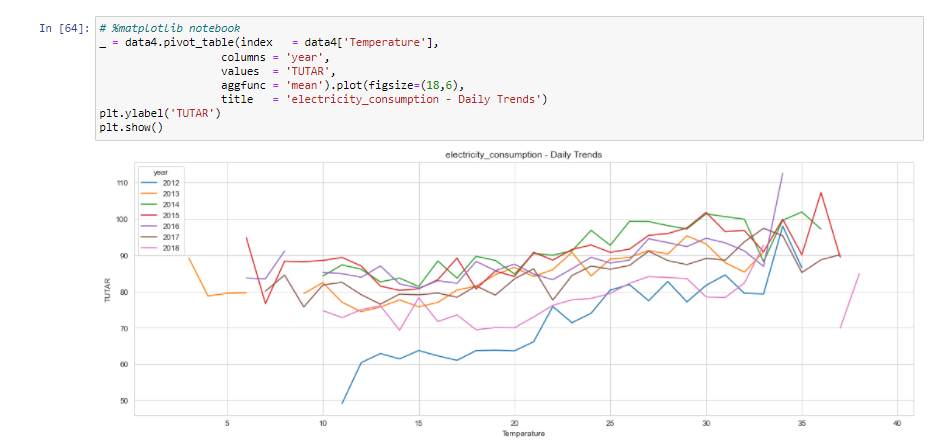 In [64]: # %matplotlib notebook
_ = data4.pivot_table(index   = data4['Temperature'],
columns = 'year',
values  = 'TUTAR',
aggfunc = 'mean').plot(figsize=(18,6),
title   = 'electricity_consumption - Daily Trends')
plt.ylabel('TUTAR')
plt.show()
electricity_consumption - Daily Trends
year
2012
2013
2014
2015
2016
2017
2018
110
100
90
80
70
60
50
TUTAR
5 10 15 20 25 30 35 40
Temperature